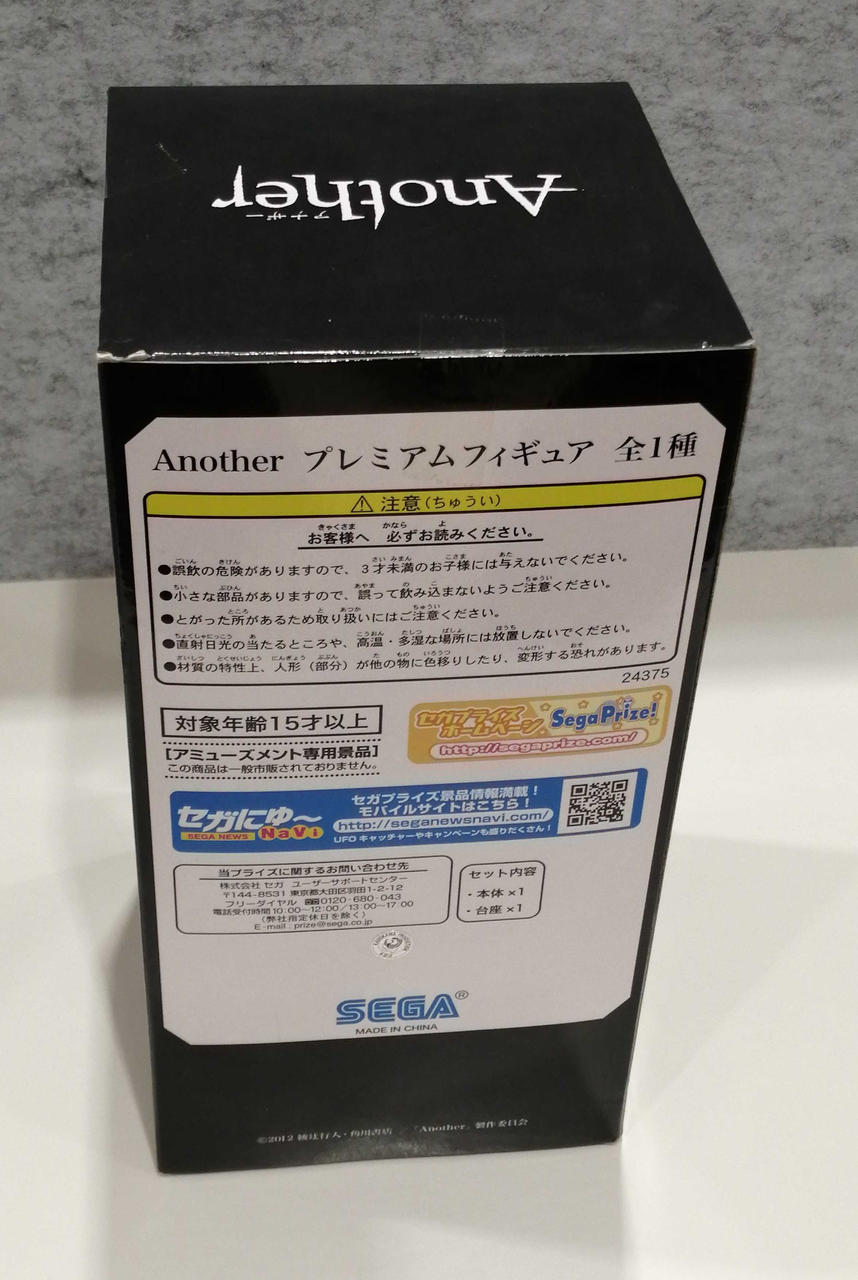 Another
アナザー
Another プレミアムフィギュア 全1種
⚠ 注意(ちゅうい)
お客様へ 必ずお読みください。
●誤飲の危険がありますので、3才未満のお子様には与えないでください。
●小さな部品がありますので、誤って飲み込まないようご注意ください。
●とがった所があるため取り扱いにはご注意ください。
●直射日光の当たるところや、高温・多湿な場所には放置しないでください。
●材質の特性上、人形(部分)が他の物に色移りしたり、変形する恐れがあります。
24375
対象年齢15才以上
[アミューズメント専用景品]
この商品は一般市販されておりません。
セガプライズ
ホームページ
SegaPrize!
http://segaprize.com/
セガにゅ〜
SEGA NEWS NaVi
セガプライズ景品情報満載!
モバイルサイトはこちら!
http://seganewsnavi.com/
UFOキャッチャーやキャンペーンも盛りだくさん!
当プライズに関するお問い合わせ先
株式会社 セガ ユーザーサポートセンター
〒144-8531 東京都大田区羽田1-2-12
フリーダイヤル 0120-680-043
電話受付時間 10:00〜12:00/13:00〜17:00
(弊社指定休日を除く)
E-mail : prize@sega.co.jp
セット内容
・本体×1
・台座×1
SEGA®
MADE IN CHINA
©2012 綾辻行人・角川書店/「Another」製作委員会